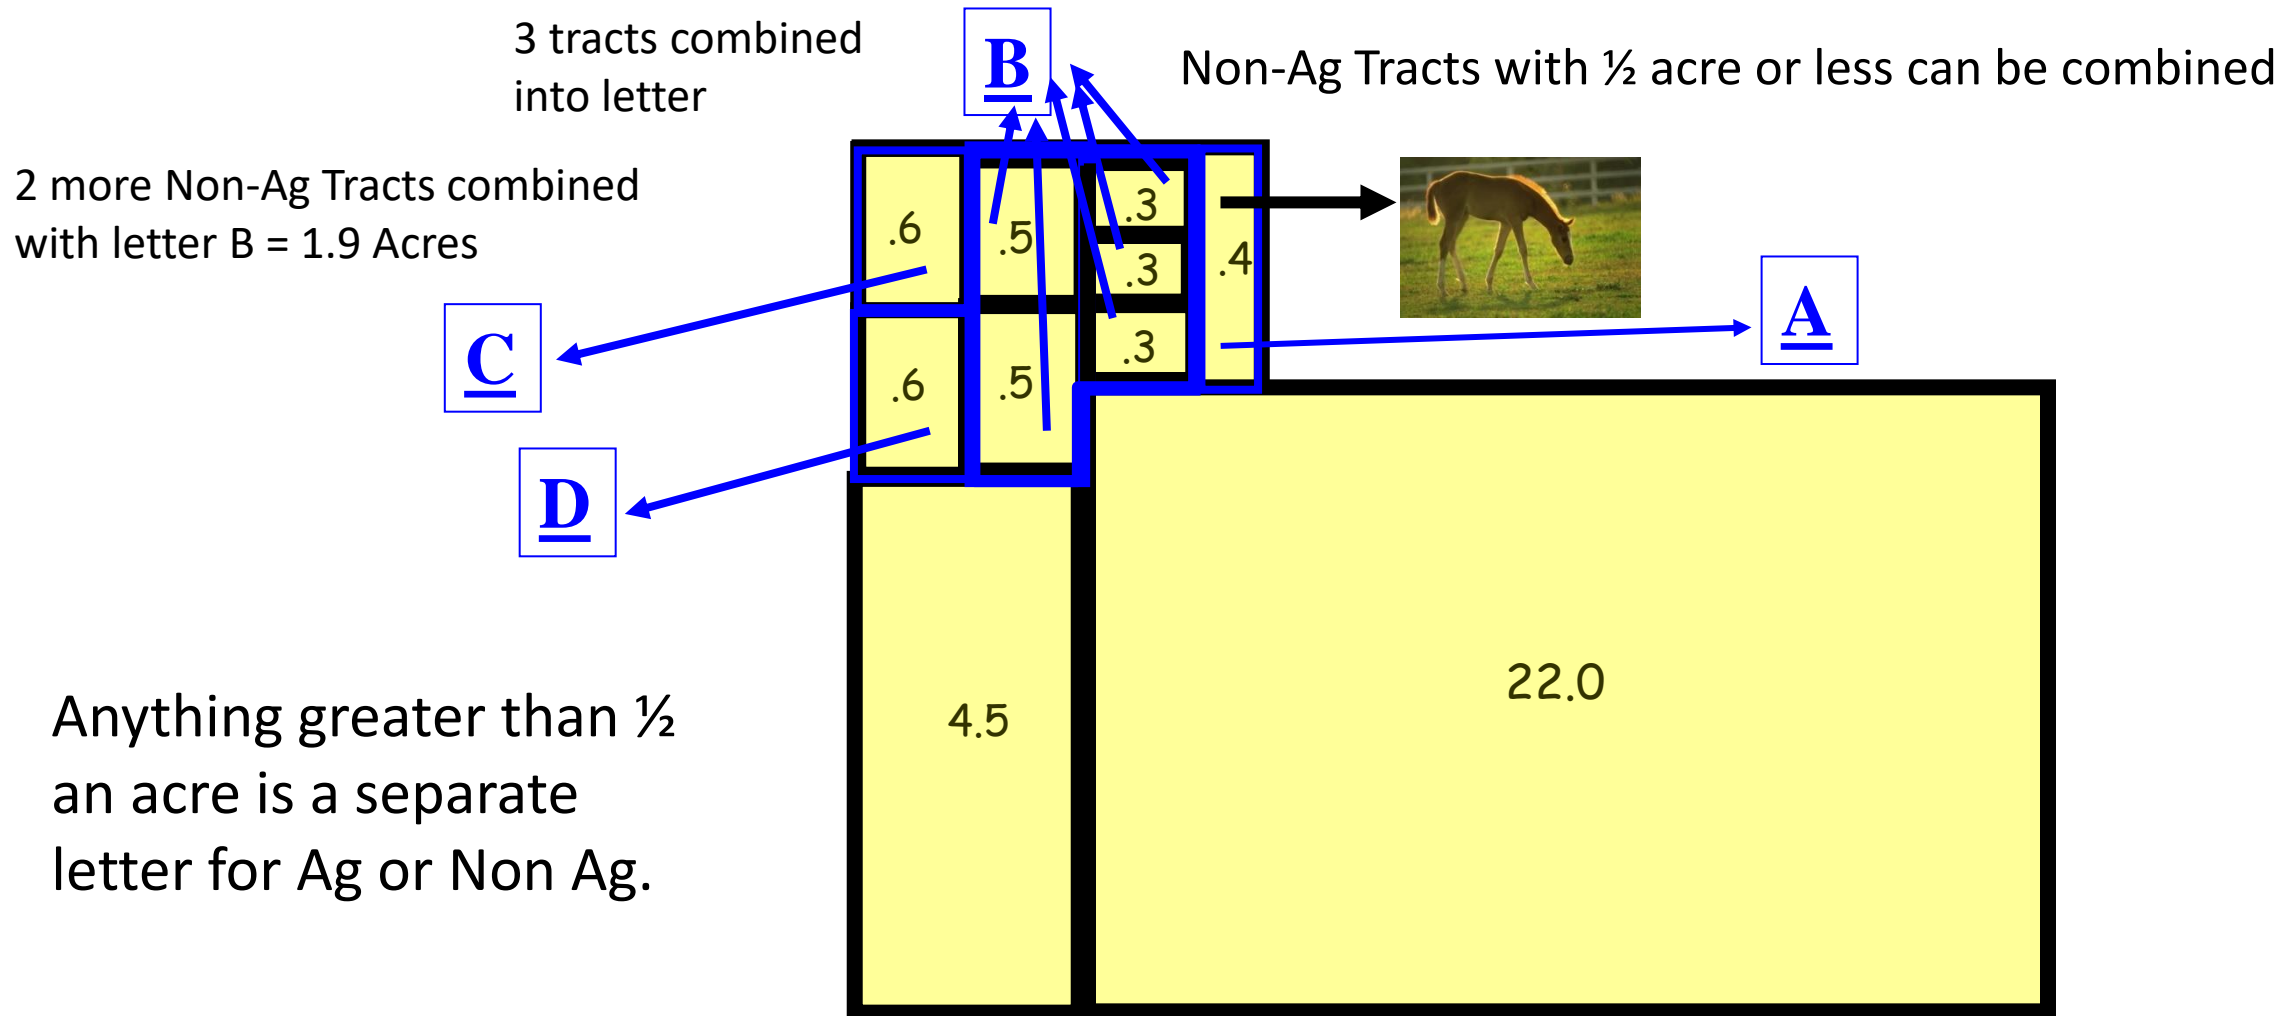 3 tracts combined
into letter
B
Non-Ag Tracts with ½ acre or less can be combined
2 more Non-Ag Tracts combined
with letter B = 1.9 Acres
.6
.5
.3
.3
.3
.4
A
C
.6
.5
D
4.5
22.0
Anything greater than ½
an acre is a separate
letter for Ag or Non Ag.